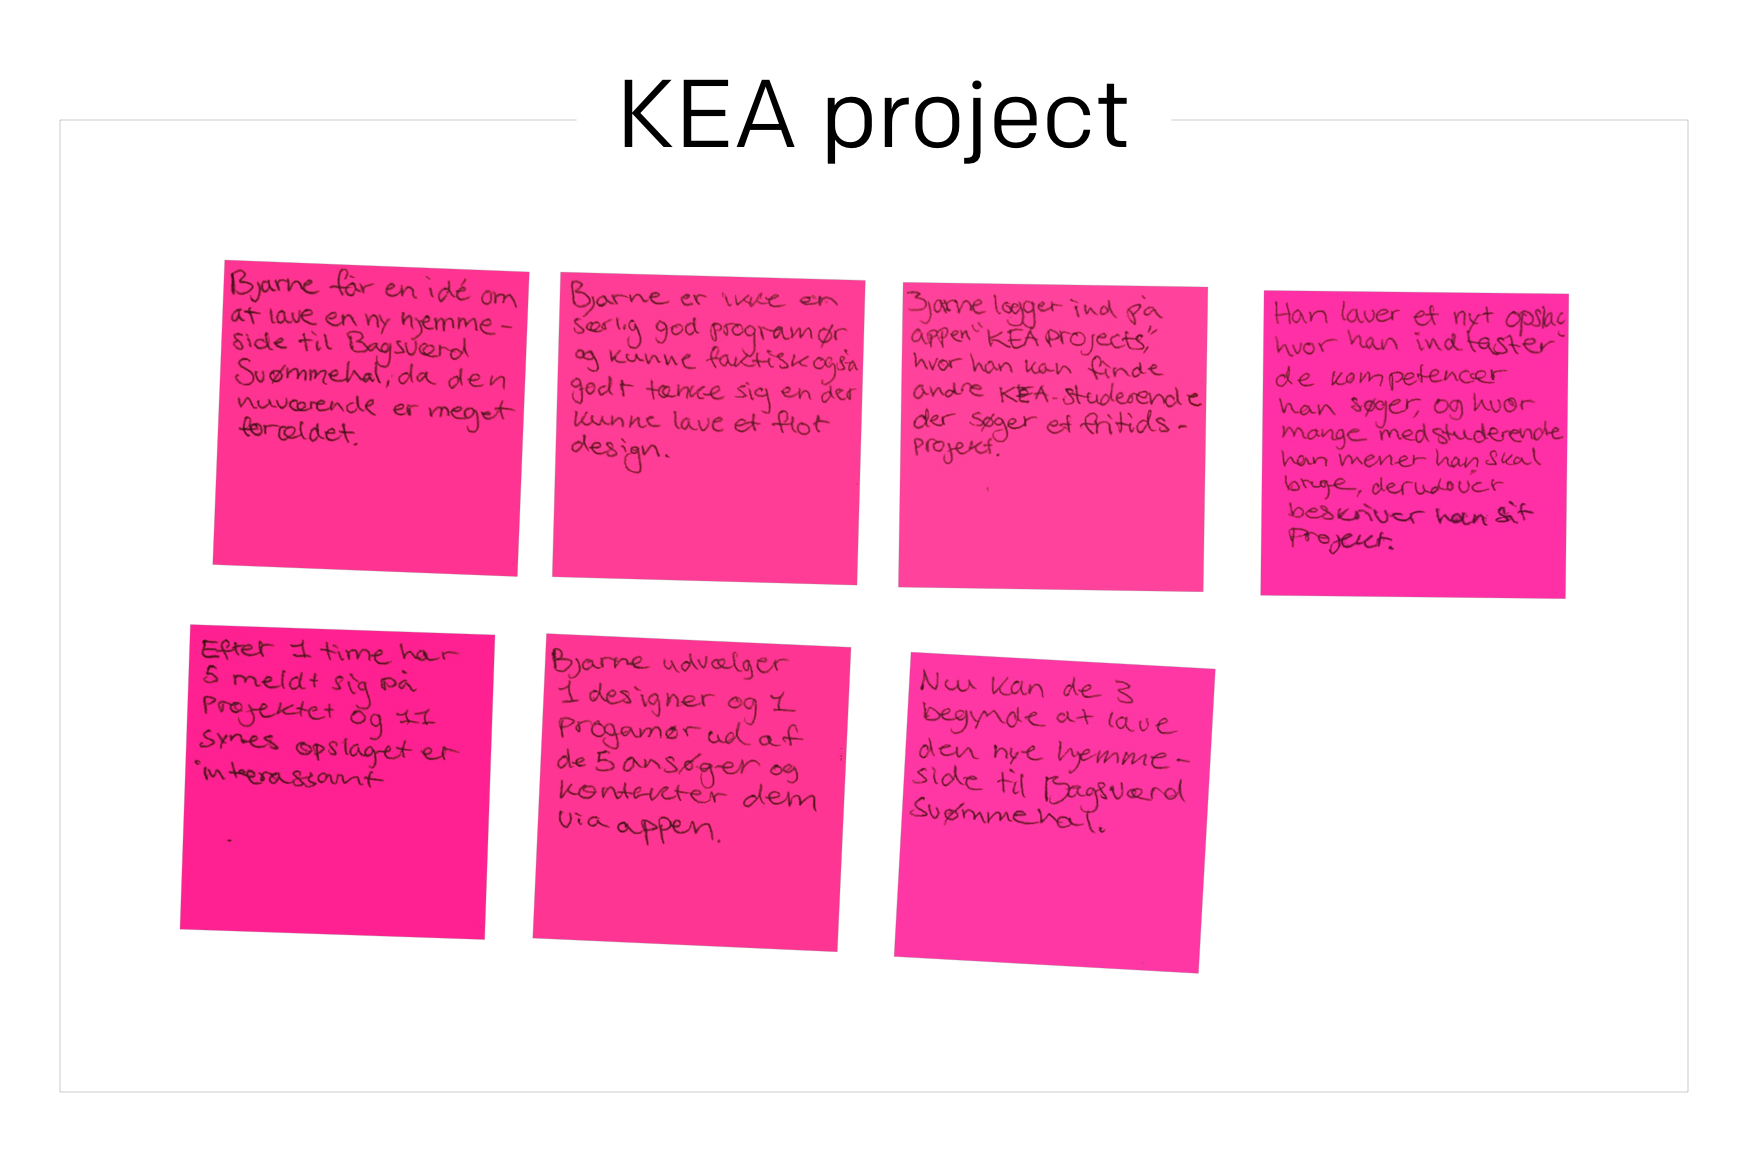 KEA project
Bjarne får en idé om
at lave en ny hjemme-
side til Bagsværd
Svømmehal, da den
nuværende er meget
forældet.
Bjarne er ikke en
særlig god programør
og kunne faktisk også
godt tænke sig en der
kunne lave et flot
design.
Bjarne logger ind på
appen "KEA projects",
hvor han kan finde
andre KEA-studerende
der søger et fritids-
projekt.
Han laver et nyt opslag
hvor han indtaster
de kompetencer
han søger, og hvor
mange medstuderende
han mener han skal
bruge, derudover
beskriver han sit
Projekt.
Efter 1 time har
5 meldt sig på
Projektet og 11
synes opslaget er
interassant
Bjarne udvælger
1 designer og 1
progamør ud af
de 5 ansøger og
kontakter dem
via appen.
Nu kan de 3
begynde at lave
den nye hjemme-
side til Bagsværd
Svømmehal.